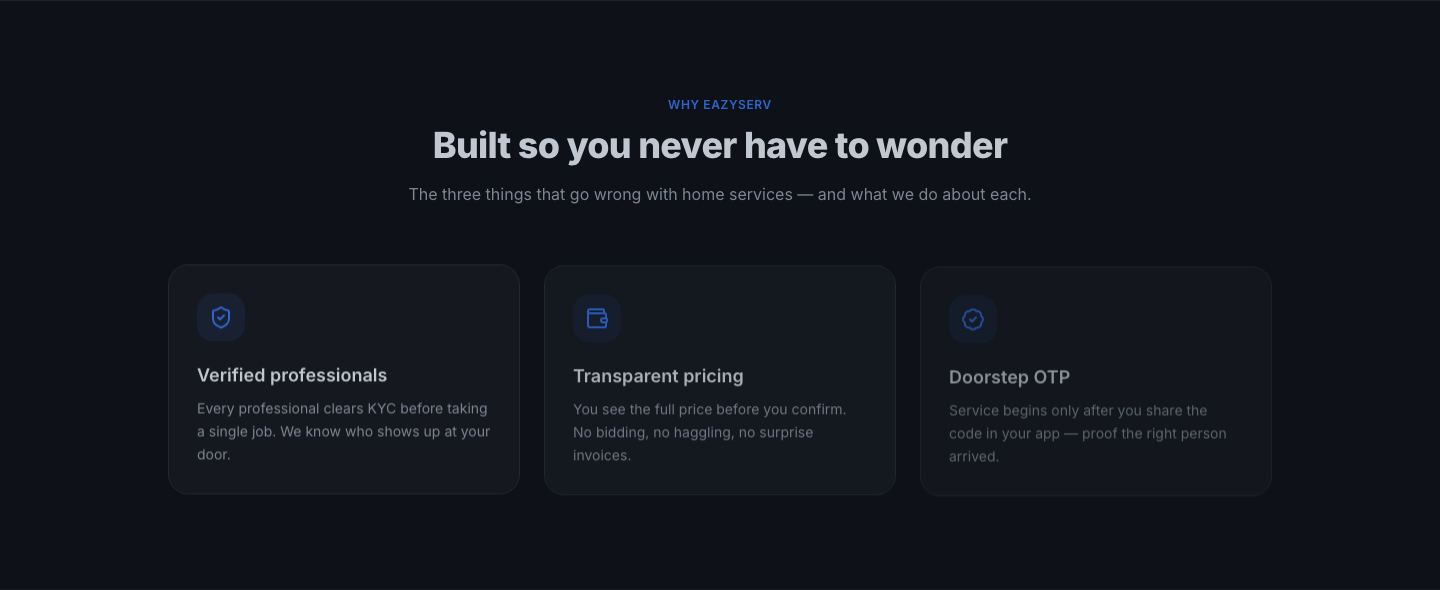 WHY EAZYSERV
Built so you never have to wonder
The three things that go wrong with home services — and what we do about each.
Verified professionals
Every professional clears KYC before taking
a single job. We know who shows up at your
door.
Transparent pricing
You see the full price before you confirm.
No bidding, no haggling, no surprise
invoices.
Doorstep OTP
Service begins only after you share the
code in your app — proof the right person
arrived.